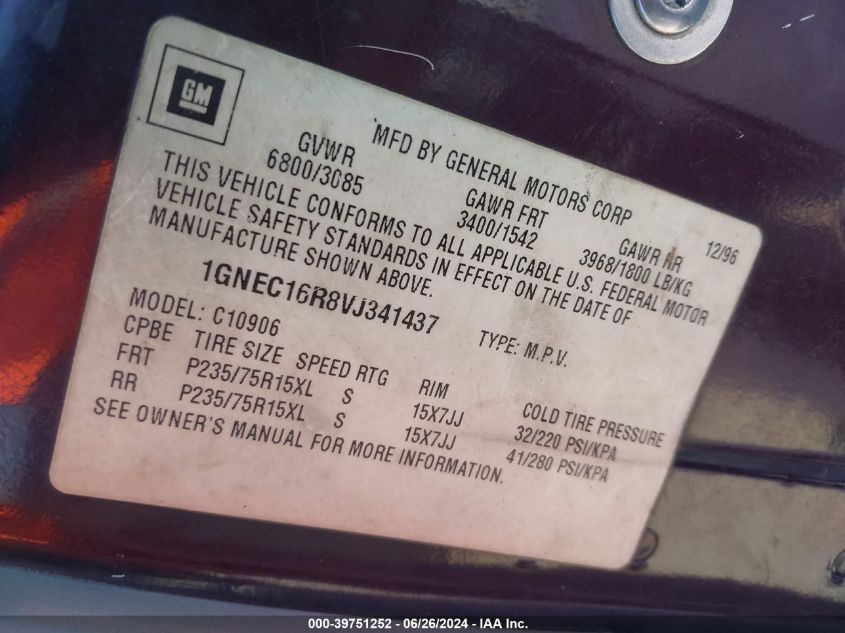 GM
MFD BY GENERAL MOTORS CORP 12/96
GVWR GAWR FRT GAWR RR
6800/3085 3400/1542 3968/1800 LB/KG
THIS VEHICLE CONFORMS TO ALL APPLICABLE U.S. FEDERAL MOTOR
VEHICLE SAFETY STANDARDS IN EFFECT ON THE DATE OF
MANUFACTURE SHOWN ABOVE.
1GNEC16R8VJ341437 TYPE: M.P.V.
MODEL: C10906
CPBE TIRE SIZE SPEED RTG RIM COLD TIRE PRESSURE
FRT P235/75R15XL S 15X7JJ 32/220 PSI/KPA
RR P235/75R15XL S 15X7JJ 41/280 PSI/KPA
SEE OWNER'S MANUAL FOR MORE INFORMATION.
000-39751252 - 06/26/2024 - IAA Inc.